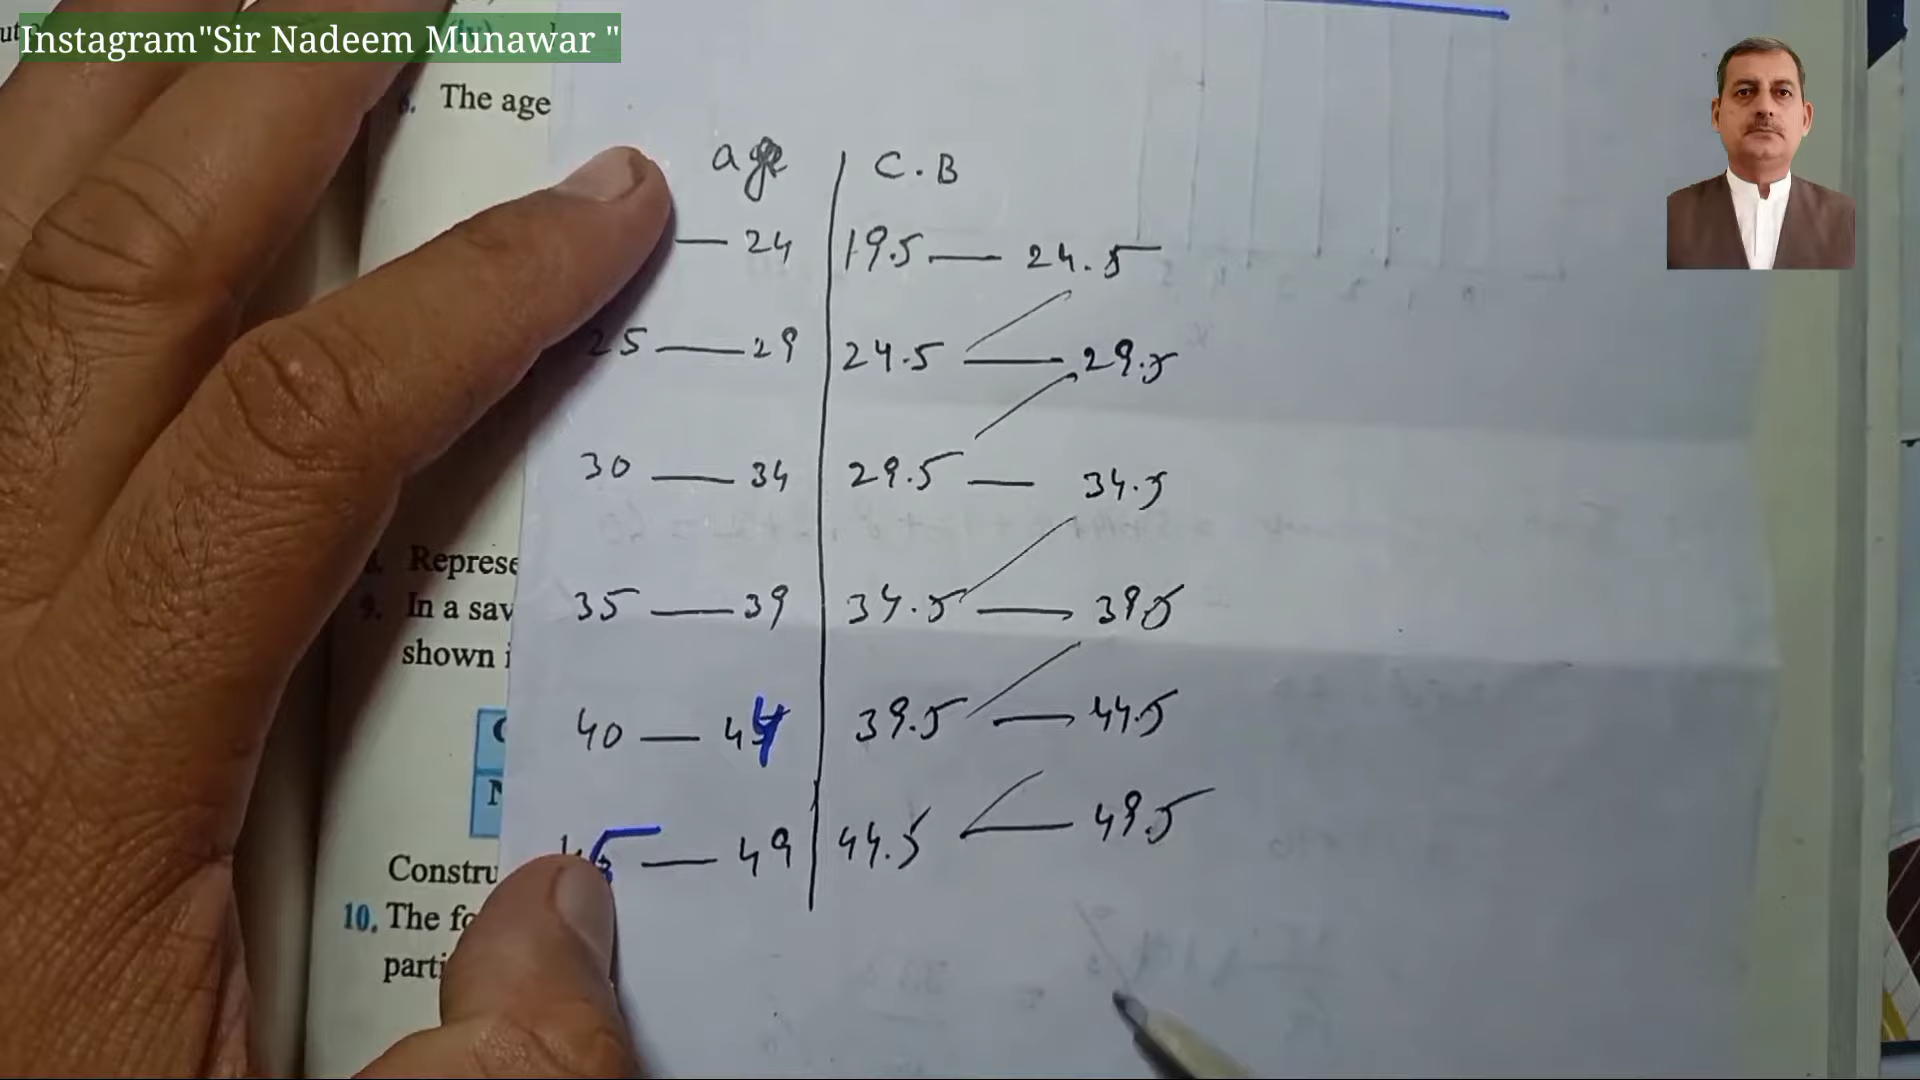 Instagram"Sir Nadeem Munawar "
The age
age C.B
— 24 19.5 — 24.5
25 — 29 24.5 — 29.5
30 — 34 29.5 — 34.5
Represe
9. In a sav
35 — 39 34.5 — 39.5
shown i
40 — 44 39.5 — 44.5
45 — 49 44.5 — 49.5
Constru
10. The fo
parti